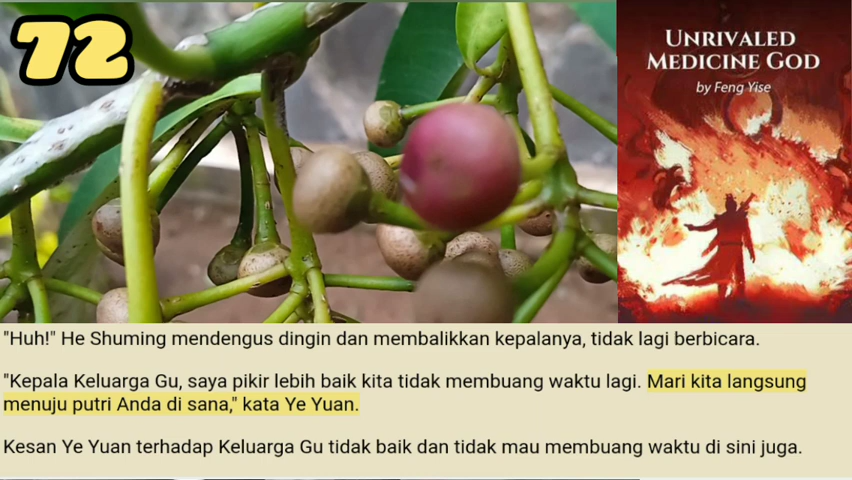 72
UNRIVALED
MEDICINE GOD
by Feng Yise
"Huh!" He Shuming mendengus dingin dan membalikkan kepalanya, tidak lagi berbicara.
"Kepala Keluarga Gu, saya pikir lebih baik kita tidak membuang waktu lagi. Mari kita langsung
menuju putri Anda di sana," kata Ye Yuan.
Kesan Ye Yuan terhadap Keluarga Gu tidak baik dan tidak mau membuang waktu di sini juga.